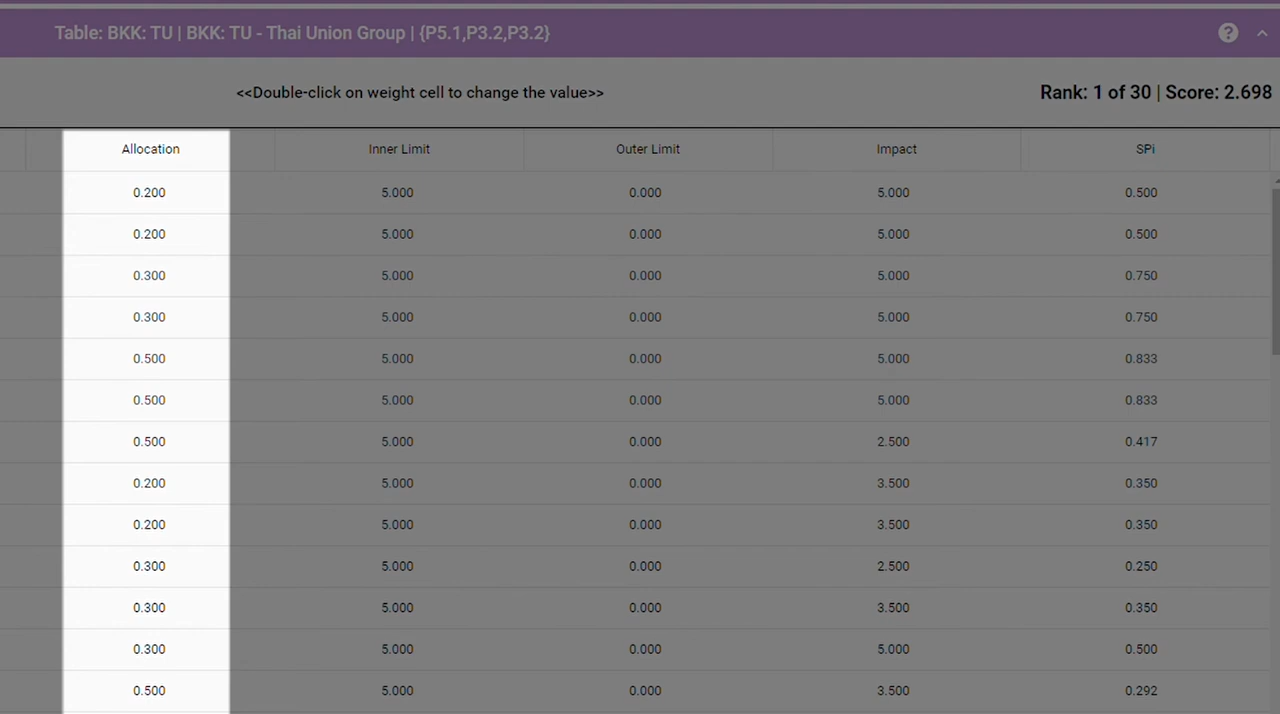 Table: BKK: TU | BKK: TU - Thai Union Group | {P5.1,P3.2,P3.2}
?
<<Double-click on weight cell to change the value>> Rank: 1 of 30 | Score: 2.698
Allocation Inner Limit Outer Limit Impact SPi
0.200 5.000 0.000 5.000 0.500
0.200 5.000 0.000 5.000 0.500
0.300 5.000 0.000 5.000 0.750
0.300 5.000 0.000 5.000 0.750
0.500 5.000 0.000 5.000 0.833
0.500 5.000 0.000 5.000 0.833
0.500 5.000 0.000 2.500 0.417
0.200 5.000 0.000 3.500 0.350
0.200 5.000 0.000 3.500 0.350
0.300 5.000 0.000 2.500 0.250
0.300 5.000 0.000 3.500 0.350
0.300 5.000 0.000 5.000 0.500
0.500 5.000 0.000 3.500 0.292